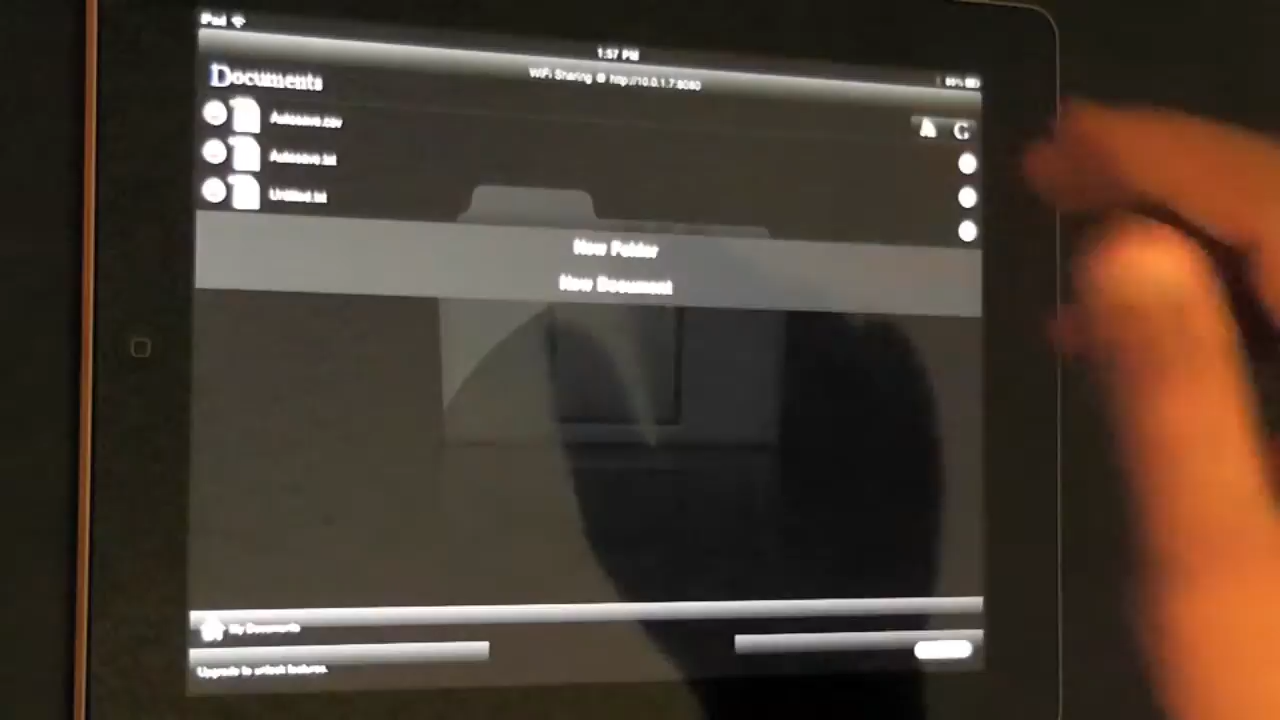 iPad
1:57 PM
WiFi Sharing @ http://10.0.1.7:8080
Documents
Autosave.csv
Autosave.txt
Untitled.txt
New Folder
New Document
My Documents
Upgrade to unlock features.